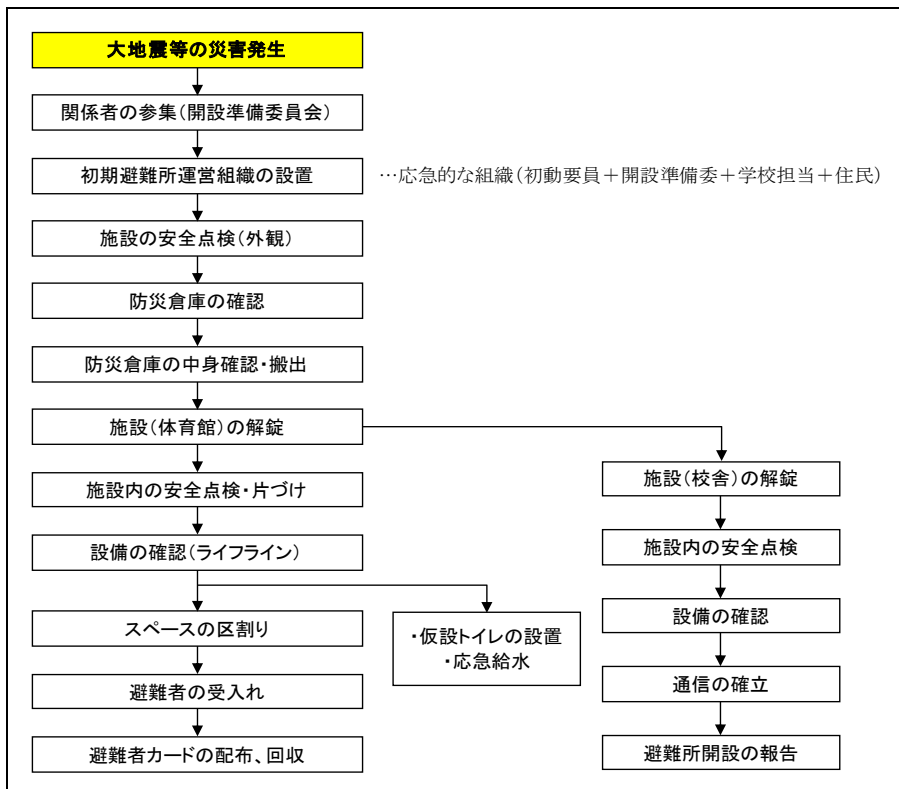 大地震等の災害発生
関係者の参集(開設準備委員会)
初期避難所運営組織の設置
…応急的な組織(初動要員＋開設準備委＋学校担当＋住民)
施設の安全点検(外観)
防災倉庫の確認
防災倉庫の中身確認・搬出
施設(体育館)の解錠
施設内の安全点検・片づけ
設備の確認(ライフライン)
スペースの区割り
避難者の受入れ
避難者カードの配布、回収
・仮設トイレの設置
・応急給水
施設(校舎)の解錠
施設内の安全点検
設備の確認
通信の確立
避難所開設の報告